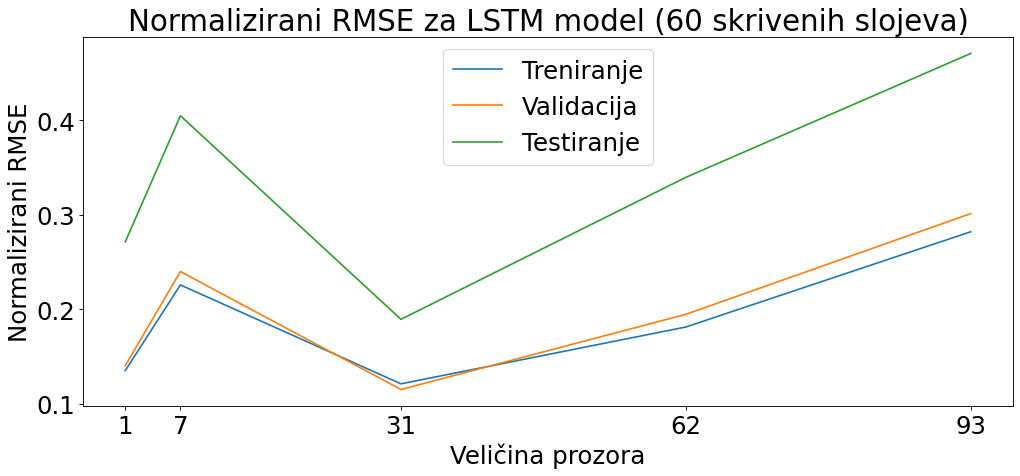 Normalizirani RMSE za LSTM model (60 skrivenih slojeva)
Treniranje
Validacija
Testiranje
Normalizirani RMSE
0.4
0.3
0.2
0.1
1 7 31 62 93
Veličina prozora